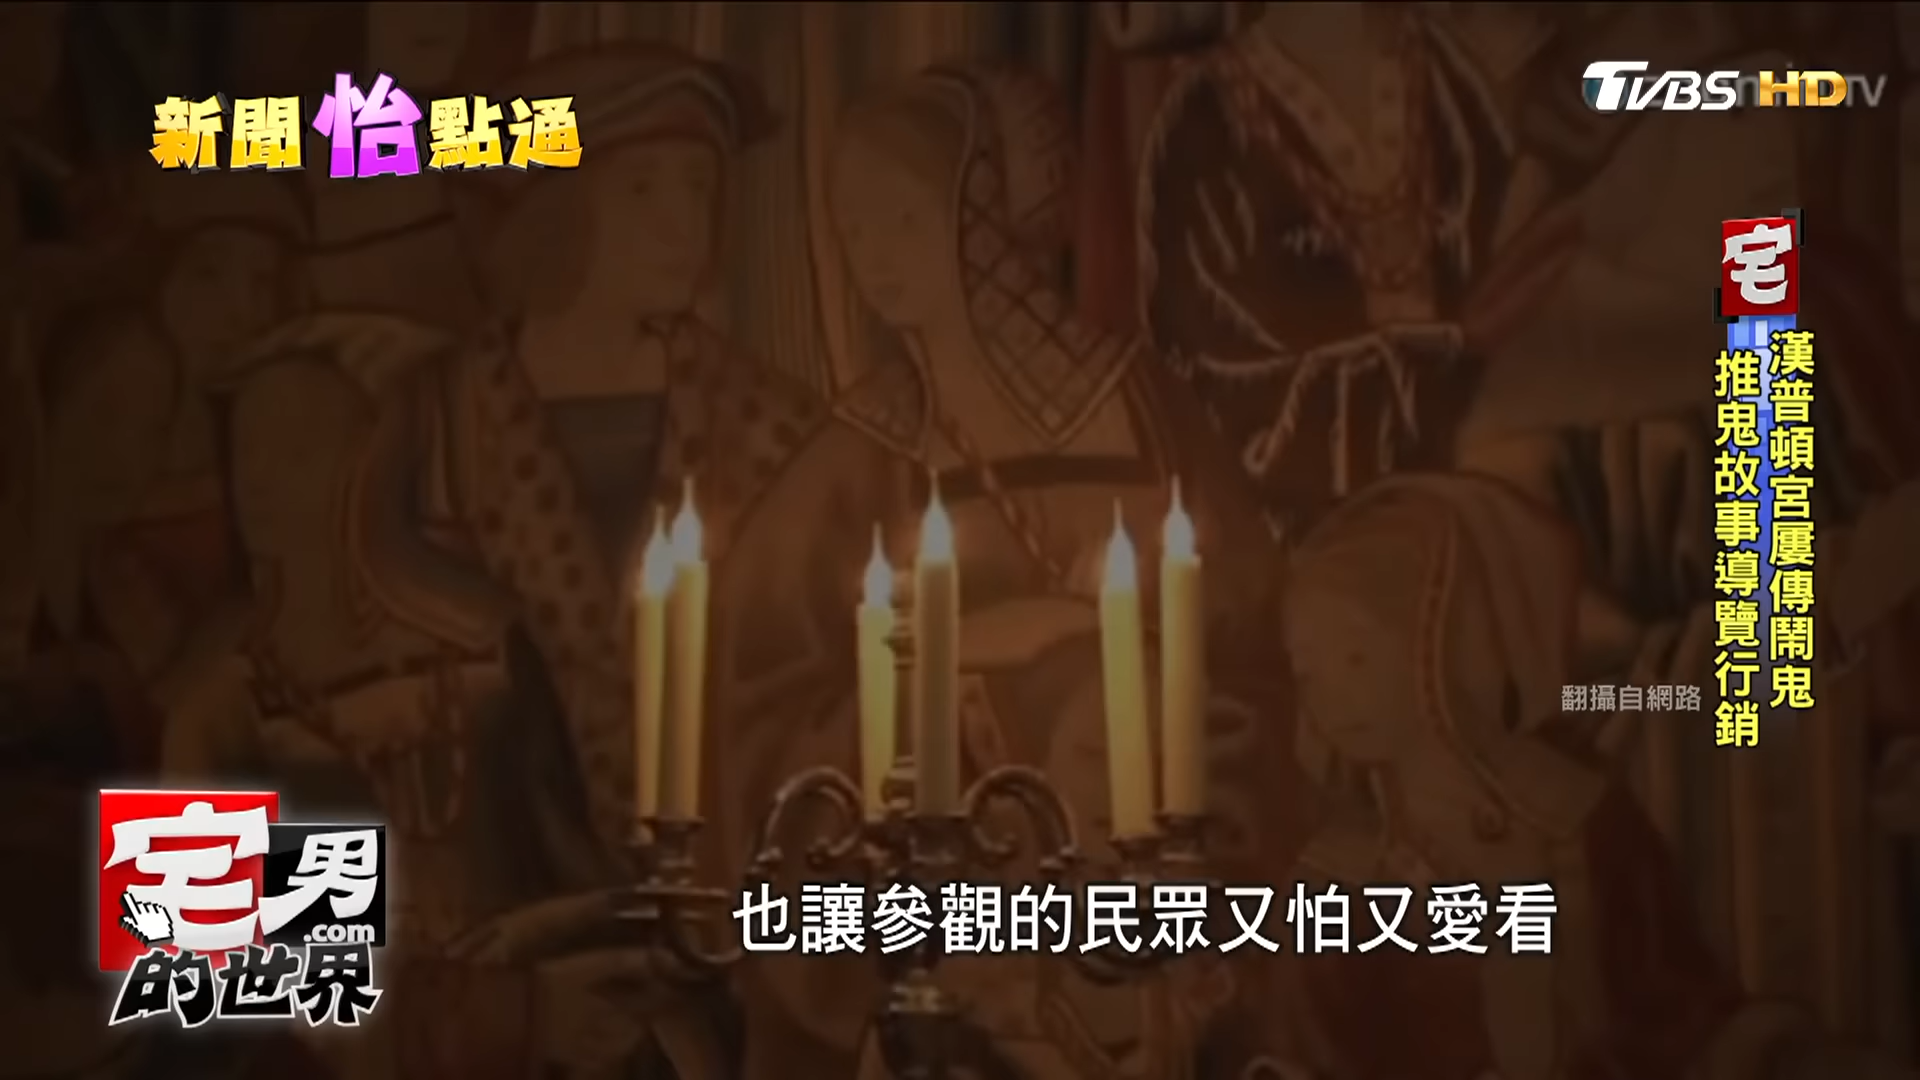 新聞怡點通
TVBS HD
宅
漢普頓宮屢傳鬧鬼
推鬼故事導覽行銷
翻攝自網路
宅男.com
的世界
也讓參觀的民眾又怕又愛看